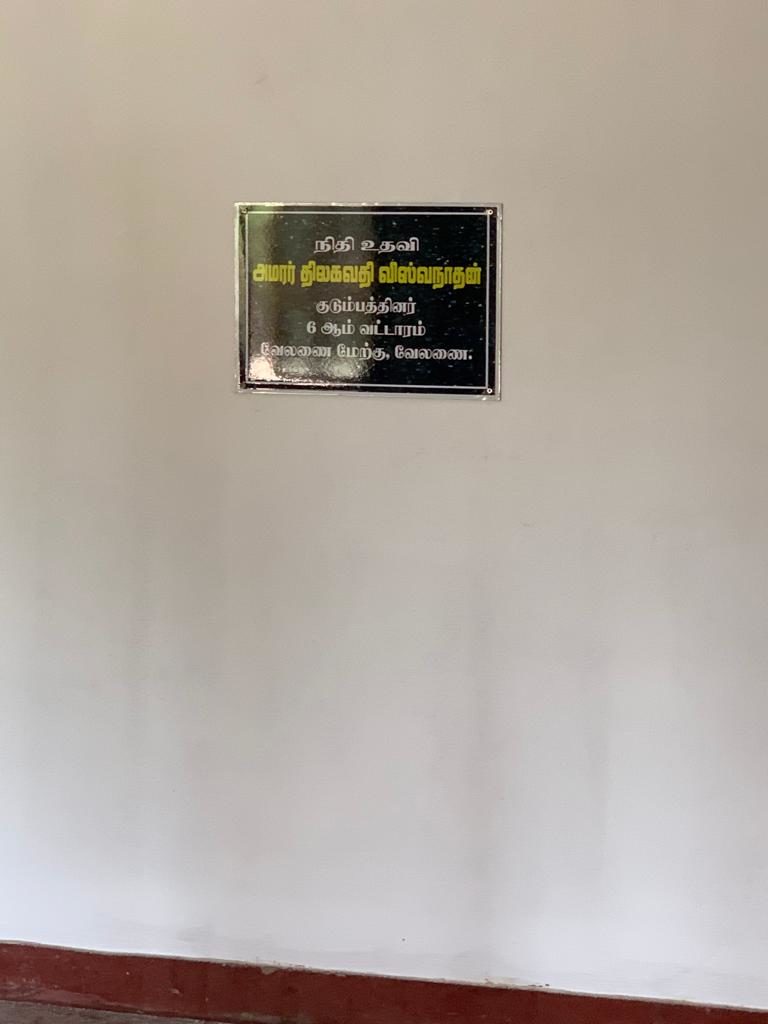 நிதி உதவி
அமரர் திலகவதி விஸ்வநாதன்
குடும்பத்தினர்
6 ஆம் வட்டாரம்
வேலணை மேற்கு, வேலணை.